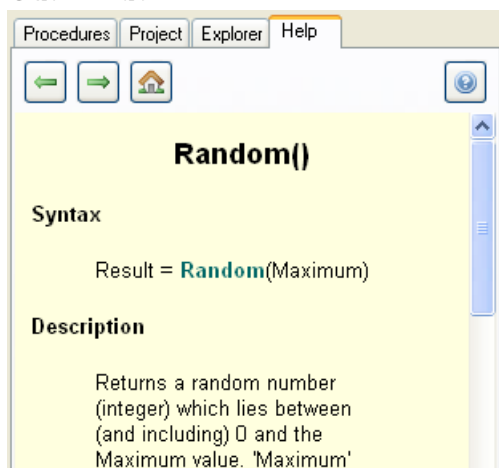 Procedures Project Explorer Help
Random()
Syntax
Result = Random(Maximum)
Description
Returns a random number
(integer) which lies between
(and including) 0 and the
Maximum value. 'Maximum'